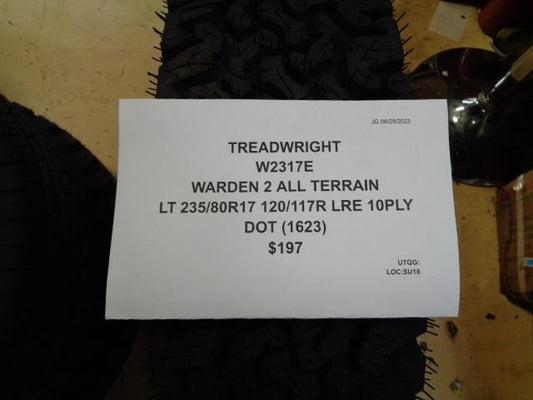 JG 06/29/2023
TREADWRIGHT
W2317E
WARDEN 2 ALL TERRAIN
LT 235/80R17 120/117R LRE 10PLY
DOT (1623)
$197
UTQG:
LOC:SU16